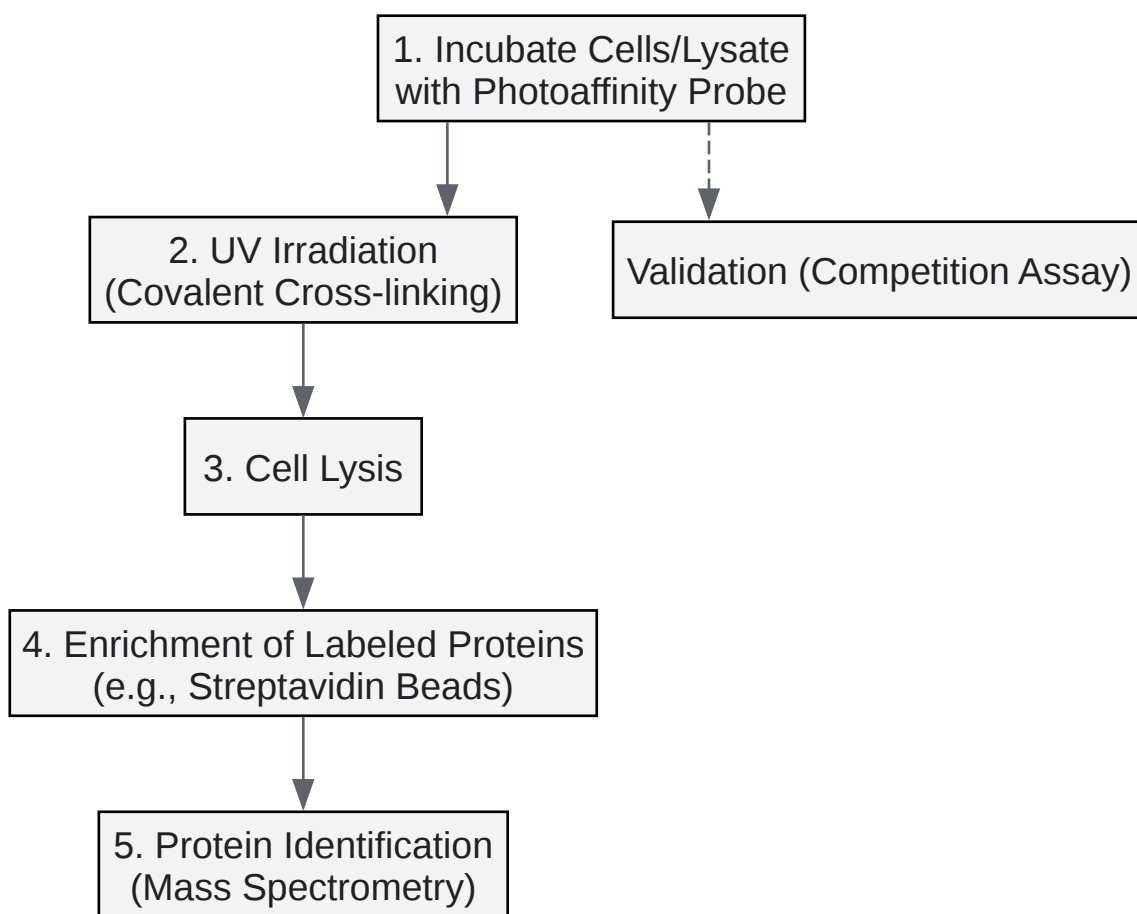 1. Incubate Cells/Lysate
with Photoaffinity Probe
2. UV Irradiation
(Covalent Cross-linking)
Validation (Competition Assay)
3. Cell Lysis
4. Enrichment of Labeled Proteins
(e.g., Streptavidin Beads)
5. Protein Identification
(Mass Spectrometry)